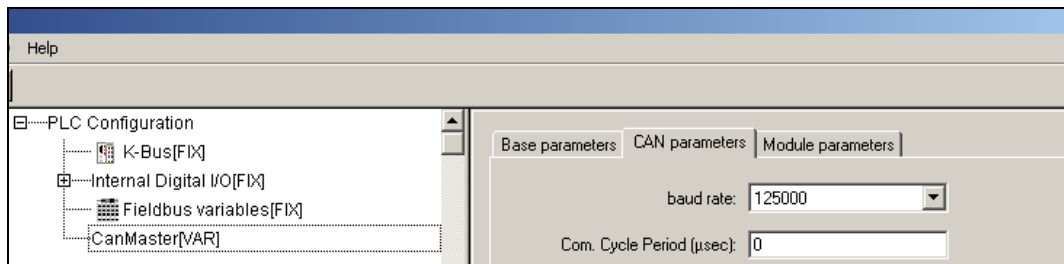 Help
PLC Configuration
K-Bus[FIX]
Internal Digital I/O[FIX]
Fieldbus variables[FIX]
CanMaster[VAR]
Base parameters CAN parameters Module parameters
baud rate: 125000
Com. Cycle Period (µsec): 0